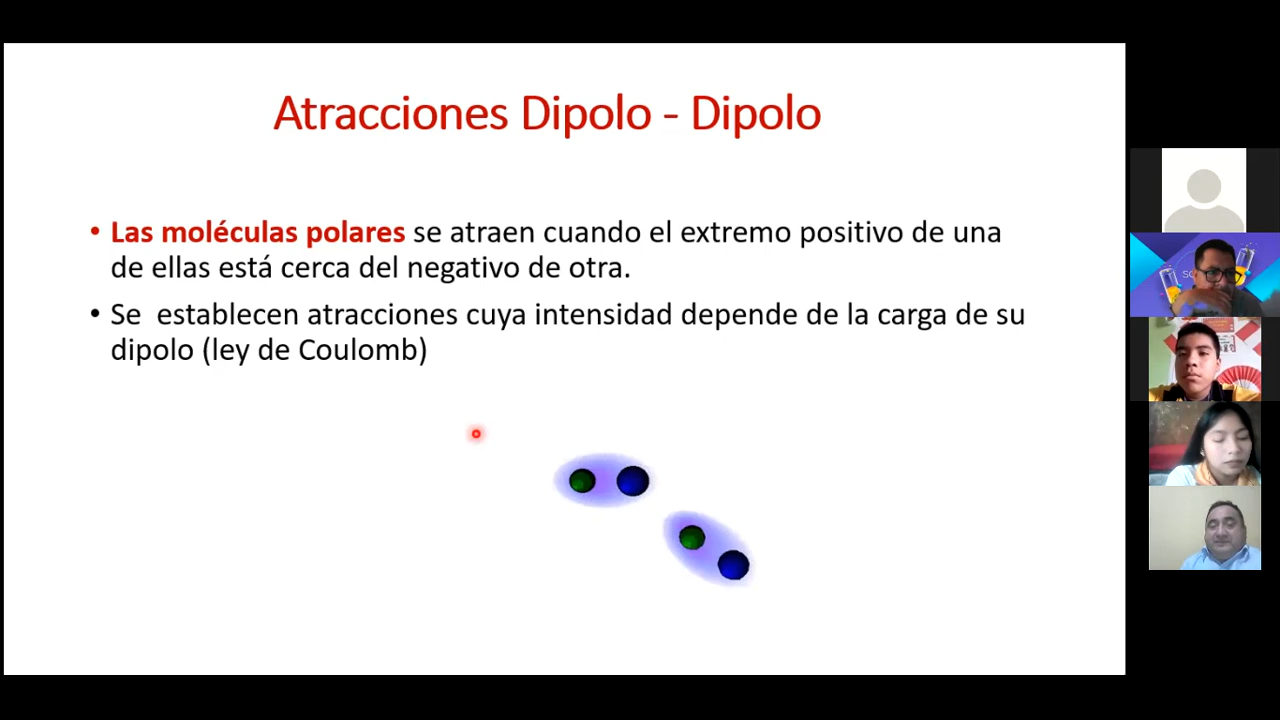 Atracciones Dipolo - Dipolo
• Las moléculas polares se atraen cuando el extremo positivo de una
de ellas está cerca del negativo de otra.
• Se establecen atracciones cuya intensidad depende de la carga de su
dipolo (ley de Coulomb)